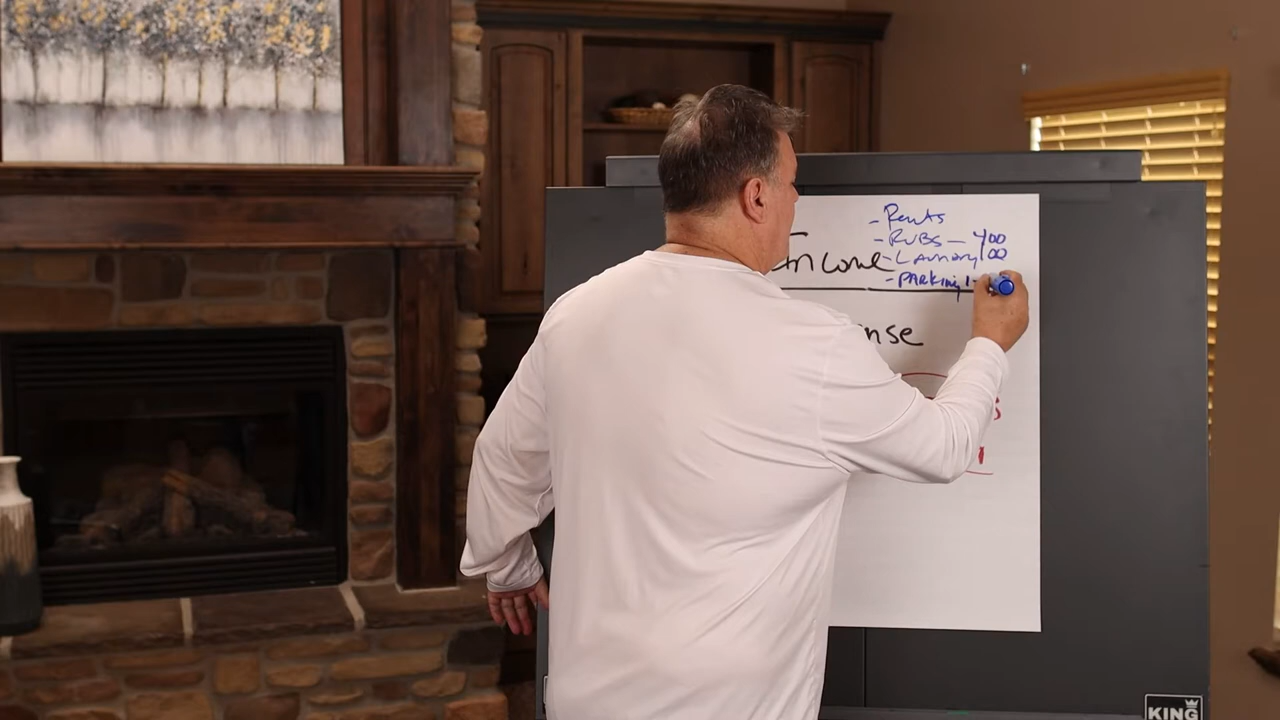 - Rents
- RUBS - 400
Income
- Laundry 100
- PARKing
nse
KING